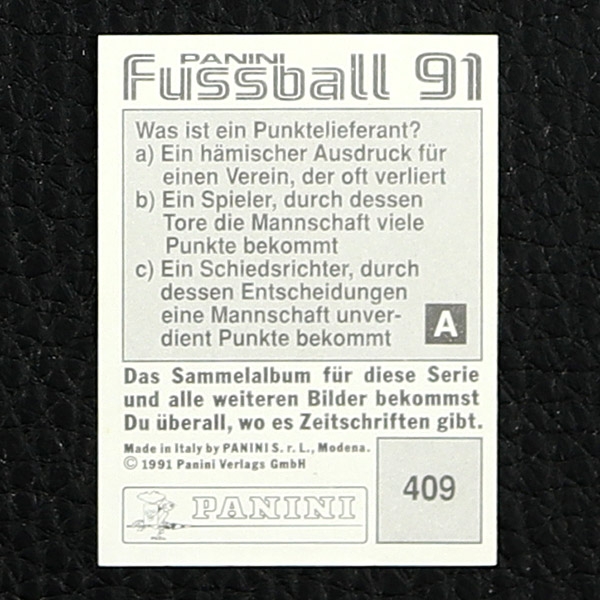 PANINI
Fussball 91
Was ist ein Punktelieferant?
a) Ein hämischer Ausdruck für
einen Verein, der oft verliert
b) Ein Spieler, durch dessen
Tore die Mannschaft viele
Punkte bekommt
c) Ein Schiedsrichter, durch
dessen Entscheidungen
eine Mannschaft unver-
dient Punkte bekommt
A
Das Sammelalbum für diese Serie
und alle weiteren Bilder bekommst
Du überall, wo es Zeitschriften gibt.
Made in Italy by PANINI S. r. L., Modena.
© 1991 Panini Verlags GmbH
PANINI
409